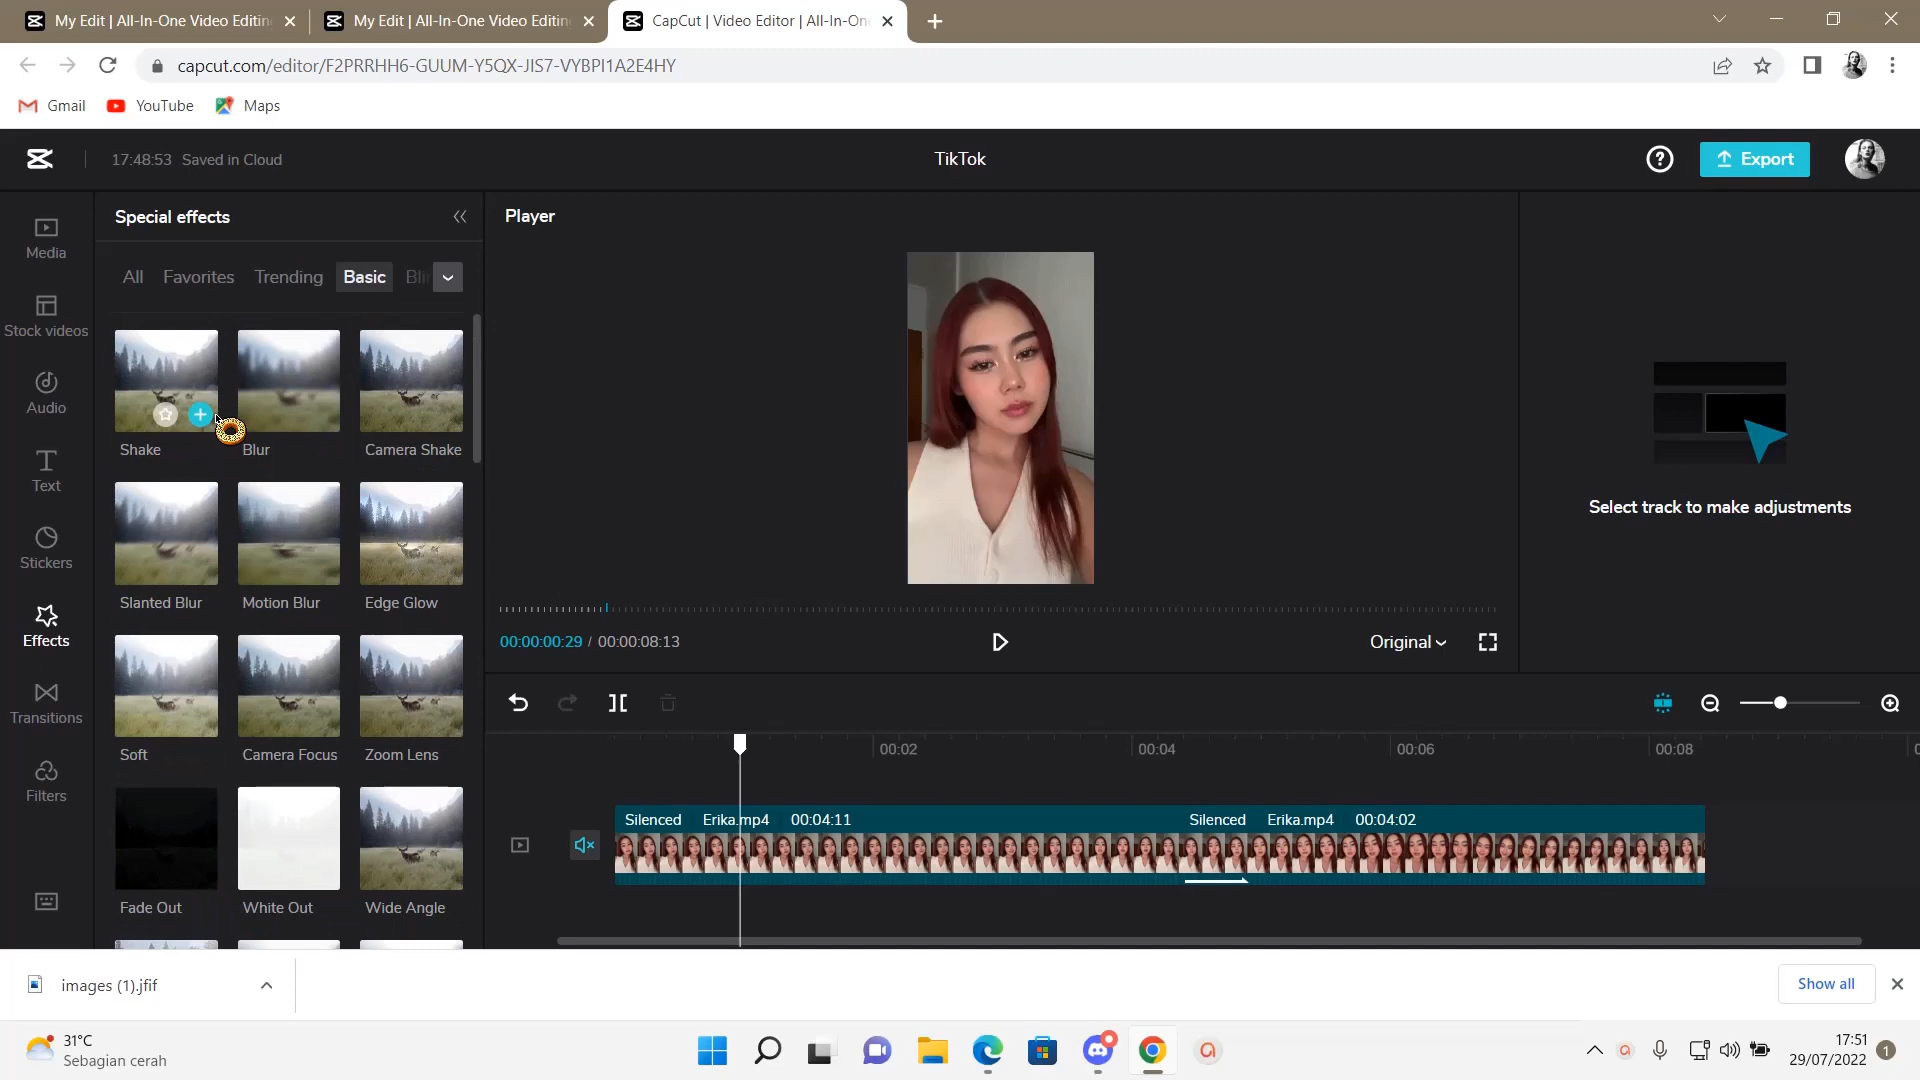 My Edit | All-In-One Video Editin
My Edit | All-In-One Video Editin
CapCut | Video Editor | All-In-On
capcut.com/editor/F2PRRHH6-GUUM-Y5QX-JIS7-VYBPI1A2E4HY
Gmail
YouTube
Maps
17:48:53 Saved in Cloud
TikTok
Export
Media
Stock videos
Audio
Text
Stickers
Effects
Transitions
Filters
Special effects
All
Favorites
Trending
Basic
Bli
Shake
Blur
Camera Shake
Slanted Blur
Motion Blur
Edge Glow
Soft
Camera Focus
Zoom Lens
Fade Out
White Out
Wide Angle
Player
00:00:00:29 / 00:00:08:13
Original
Select track to make adjustments
00:02
00:04
00:06
00:08
Silenced Erika.mp4 00:04:11
Silenced Erika.mp4 00:04:02
images (1).jfif
Show all
31°C
Sebagian cerah
17:51
29/07/2022
1